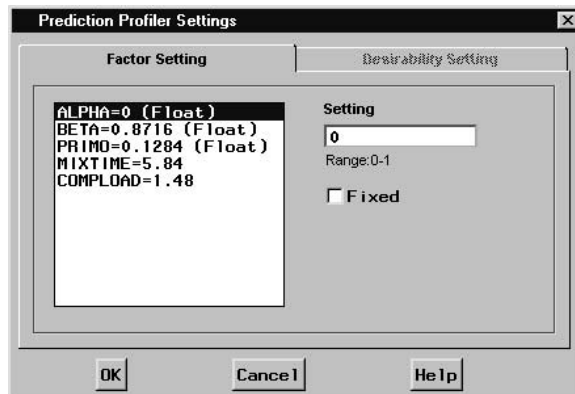 Prediction Profiler Settings
Factor Setting
Desirability Setting
ALPHA=0 (Float)
BETA=0.8716 (Float)
PRIMO=0.1284 (Float)
MIXTIME=5.84
COMPLOAD=1.48
Setting
0
Range:0-1
Fixed
OK
Cancel
Help